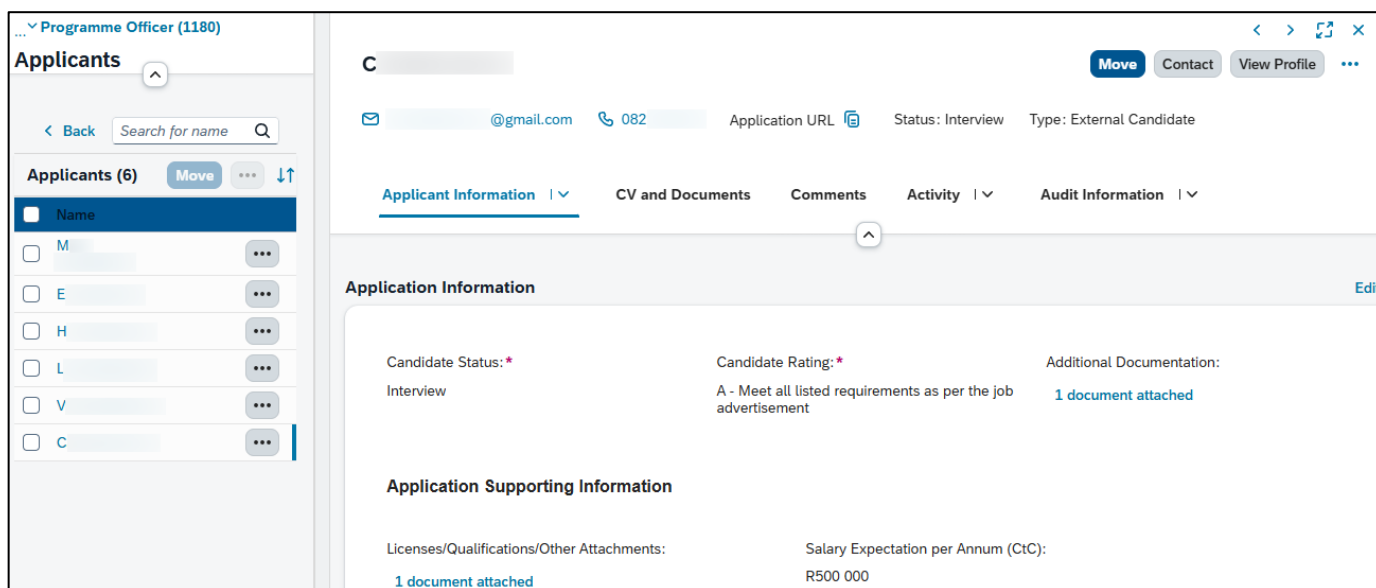 ... Programme Officer (1180)
Applicants
Back
Search for name
Applicants (6)
Move
Name
M
E
H
L
V
C
C
Move
Contact
View Profile
@gmail.com
082
Application URL
Status: Interview
Type: External Candidate
Applicant Information
CV and Documents
Comments
Activity
Audit Information
Application Information
Edi
Candidate Status:*
Interview
Candidate Rating:*
A - Meet all listed requirements as per the job
advertisement
Additional Documentation:
1 document attached
Application Supporting Information
Licenses/Qualifications/Other Attachments:
1 document attached
Salary Expectation per Annum (CtC):
R500 000